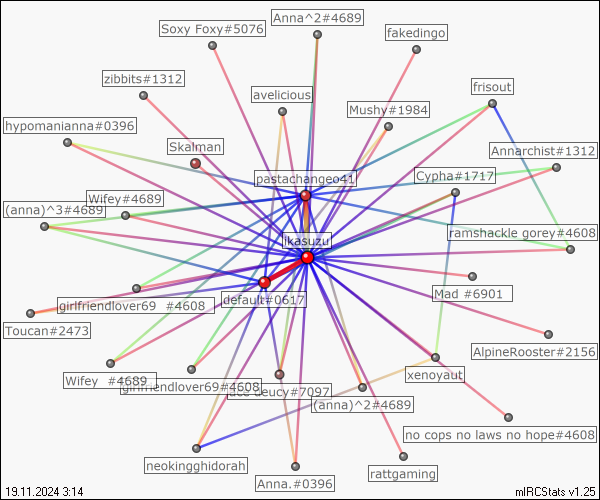 Anna^2#4689
Soxy Foxy#5076
fakedingo
zibbits#1312
avelicious
frisout
Mushy#1984
hypomanianna#0396
Skalman
Annarchist#1312
pastachangeo41
Cypha#1717
Wifey#4689
(anna)^3#4689
ramshackle gorey#4608
ikasuzu
Mad #6901
default#0617
girlfriendlover69 #4608
Toucan#2473
AlpineRooster#2156
xenoyaut
Wifey #4689
girlfriendlover69#4608
deucy#7097
(anna)^2#4689
no cops no laws no hope#4608
neokingghidorah
Anna.#0396
rattgaming
19.11.2024 3:14
mIRCStats v1.25